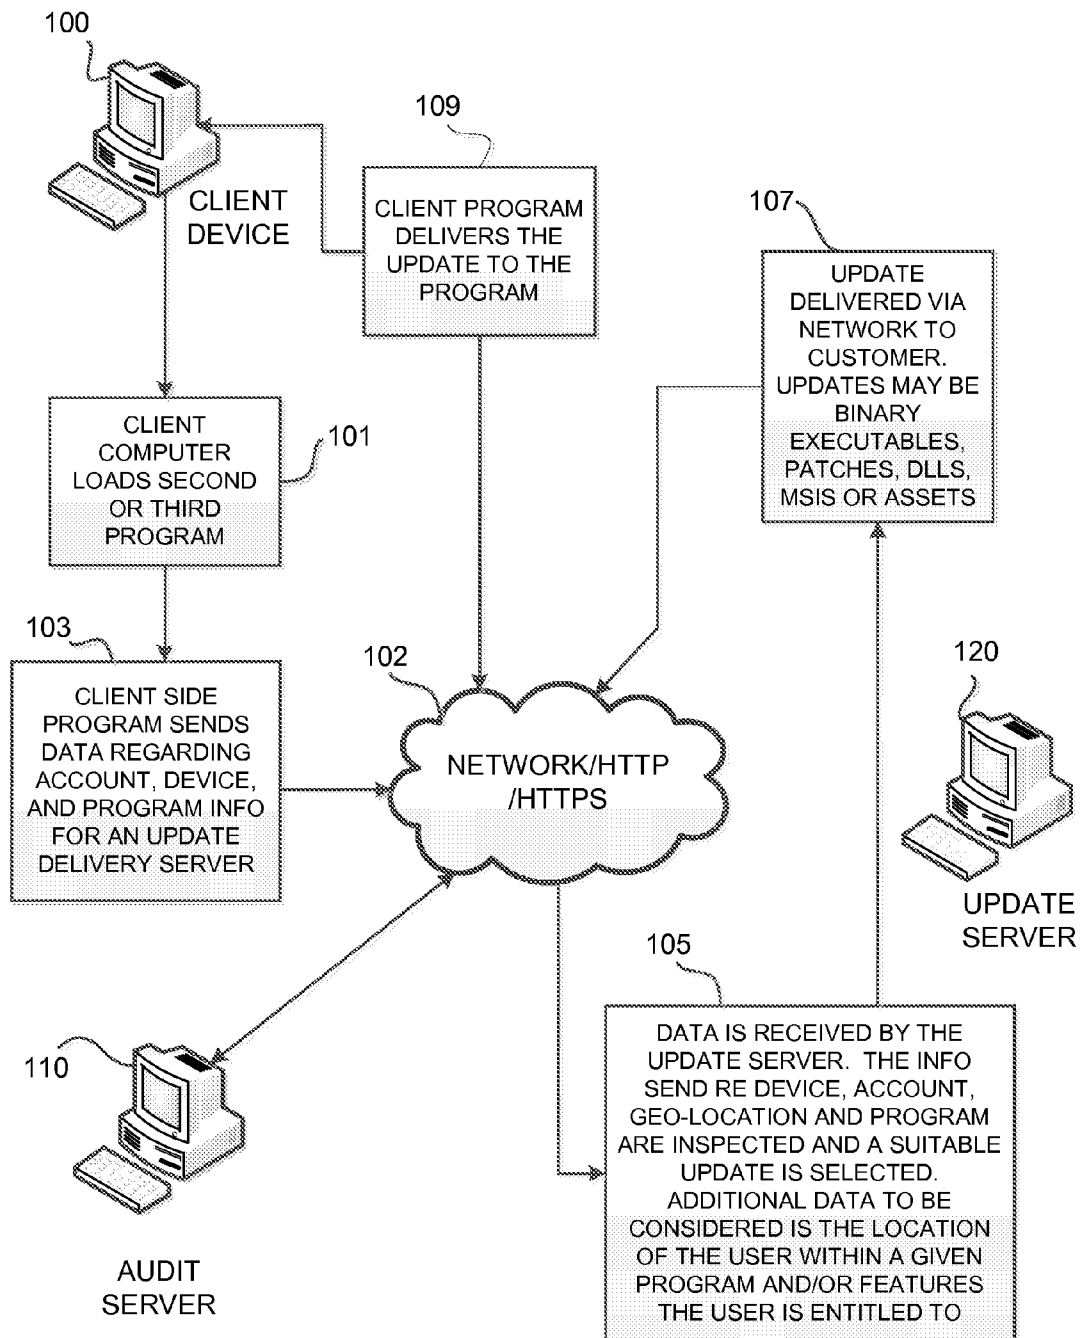 100
CLIENT
DEVICE
109
CLIENT PROGRAM
DELIVERS THE
UPDATE TO THE
PROGRAM
107
UPDATE
DELIVERED VIA
NETWORK TO
CUSTOMER.
UPDATES MAY BE
BINARY
EXECUTABLES,
PATCHES, DLLS,
MSIS OR ASSETS
CLIENT
COMPUTER
LOADS SECOND
OR THIRD
PROGRAM
101
103
CLIENT SIDE
PROGRAM SENDS
DATA REGARDING
ACCOUNT, DEVICE,
AND PROGRAM INFO
FOR AN UPDATE
DELIVERY SERVER
102
NETWORK/HTTP
/HTTPS
120
UPDATE
SERVER
105
DATA IS RECEIVED BY THE
UPDATE SERVER. THE INFO
SEND RE DEVICE, ACCOUNT,
GEO-LOCATION AND PROGRAM
ARE INSPECTED AND A SUITABLE
UPDATE IS SELECTED.
ADDITIONAL DATA TO BE
CONSIDERED IS THE LOCATION
OF THE USER WITHIN A GIVEN
PROGRAM AND/OR FEATURES
THE USER IS ENTITLED TO
110
AUDIT
SERVER